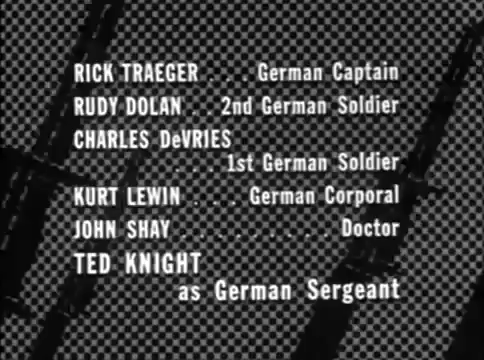 RICK TRAEGER . . . German Captain
RUDY DOLAN . . 2nd German Soldier
CHARLES DeVRIES
. . . 1st German Soldier
KURT LEWIN . . . German Corporal
JOHN SHAY . . . . . . . . . Doctor
TED KNIGHT
as German Sergeant